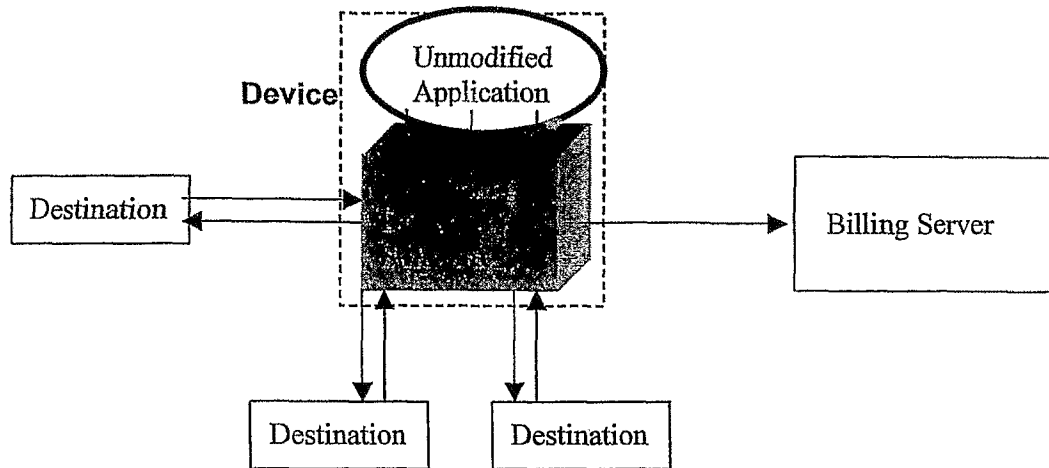 Unmodified
Application
Device
Destination
Billing Server
Destination
Destination